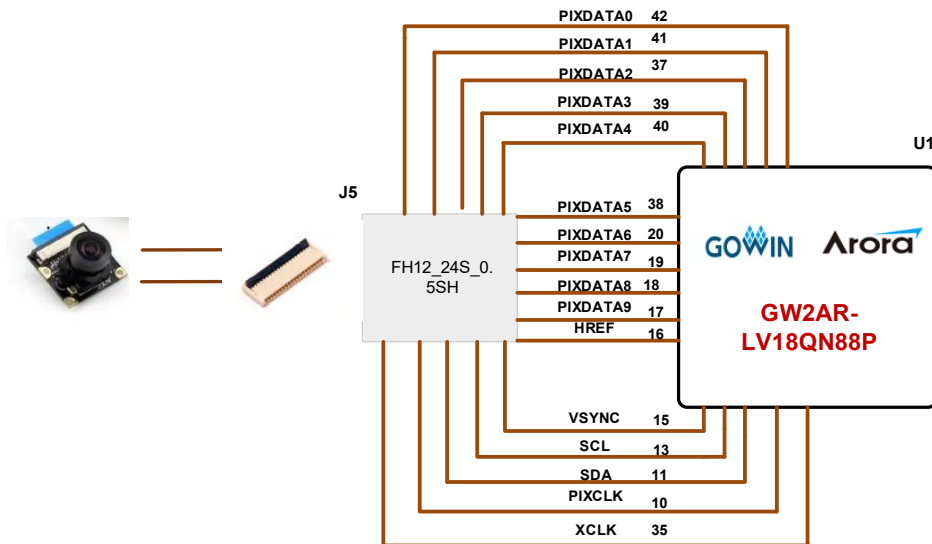 PIXDATA0 42
PIXDATA1 41
PIXDATA2 37
PIXDATA3 39
PIXDATA4 40
U1
J5
PIXDATA5 38
PIXDATA6 20
PIXDATA7 19
PIXDATA8 18
PIXDATA9 17
HREF 16
FH12_24S_0.
5SH
GOWIN Arora
GW2AR-
LV18QN88P
VSYNC 15
SCL 13
SDA 11
PIXCLK 10
XCLK 35